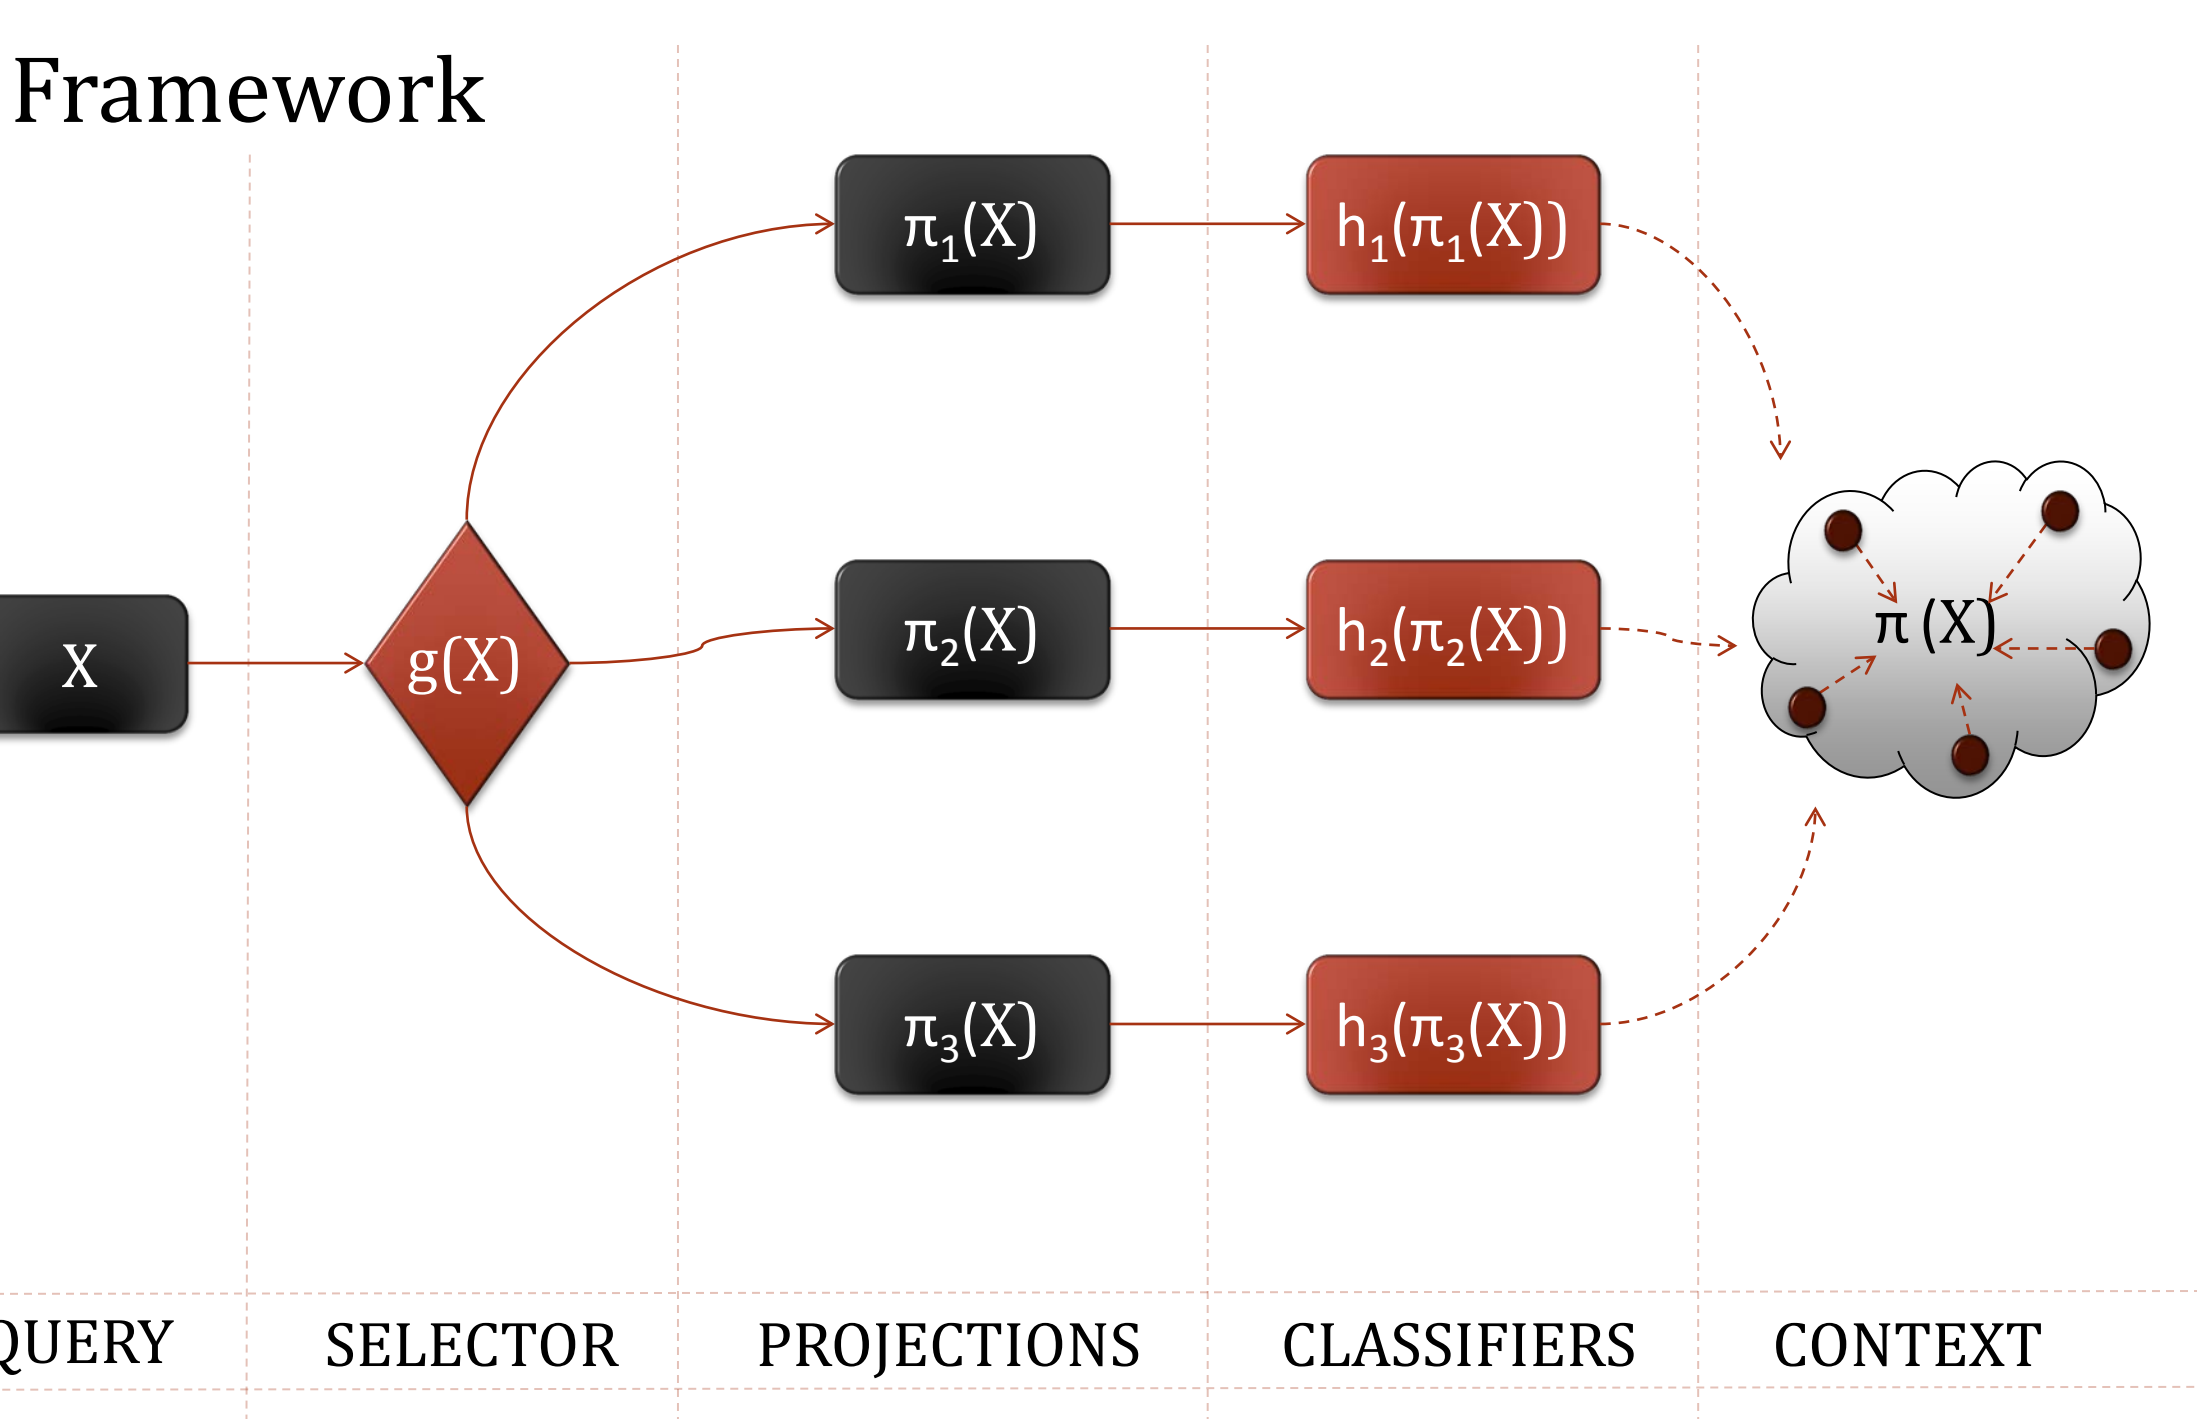 Framework
π₁(X)
h₁(π₁(X))
X
g(X)
π₂(X)
h₂(π₂(X))
π (X)
π₃(X)
h₃(π₃(X))
QUERY
SELECTOR
PROJECTIONS
CLASSIFIERS
CONTEXT